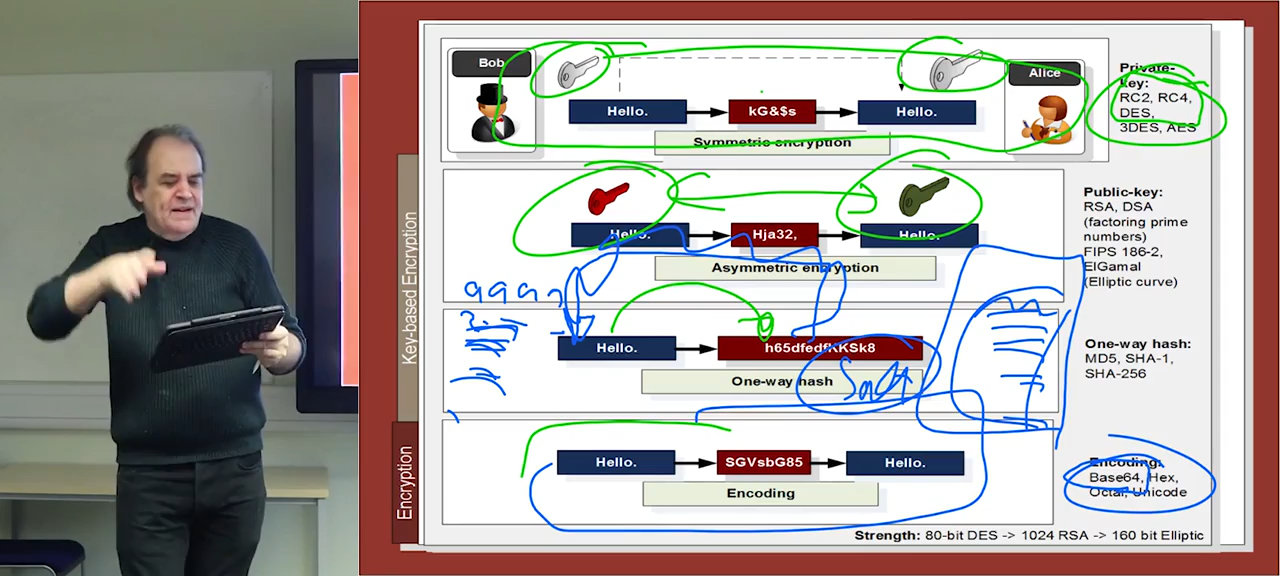 Bob
Alice
Hello.
kG&$s
Hello.
Symmetric encryption
Private-
key:
RC2, RC4,
DES,
3DES, AES
Key-based Encryption
Hello.
Hja32,
Hello.
Asymmetric encryption
Public-key:
RSA, DSA
(factoring prime
numbers)
FIPS 186-2,
ElGamal
(Elliptic curve)
Hello.
h65dfedfKKSk8
One-way hash
One-way hash:
MD5, SHA-1,
SHA-256
Encryption
Hello.
SGVsbG85
Hello.
Encoding
Encoding:
Base64, Hex,
Octal, Unicode
Strength: 80-bit DES -> 1024 RSA -> 160 bit Elliptic